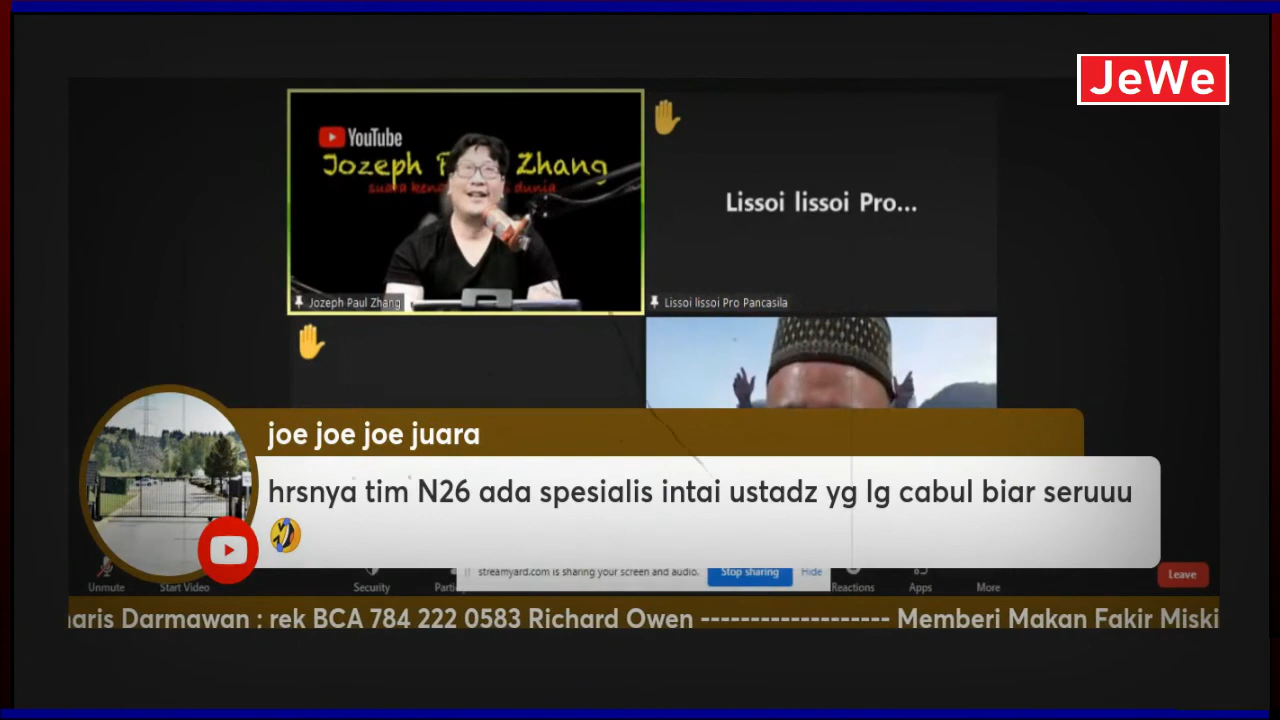 JeWe
YouTube
Jozeph P Zhang
dunia
Lissoi lissoi Pro...
Jozeph Paul Zhang
Lissoi lissoi Pro Pancasila
joe joe joe juara
hrsnya tim N26 ada spesialis intai ustadz yg lg cabul biar seruuu
🤣
streamyard.com is sharing your screen and audio.
Stop sharing
Hide
Unmute
Start Video
Security
Reactions
Apps
More
Leave
aris Darmawan : rek BCA 784 222 0583 Richard Owen ------------------- Memberi Makan Fakir Miski